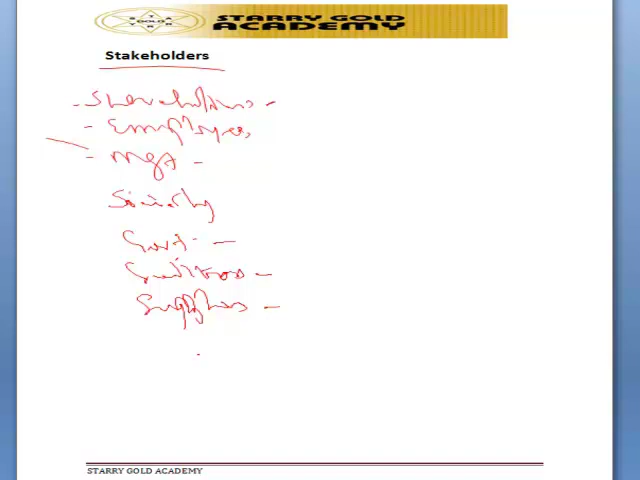 STARRY GOLD
ACADEMY
Stakeholders
- Shareholders -
- Employees
- Mgt -
Society
Govt -
Creditors -
Suppliers -
STARRY GOLD ACADEMY